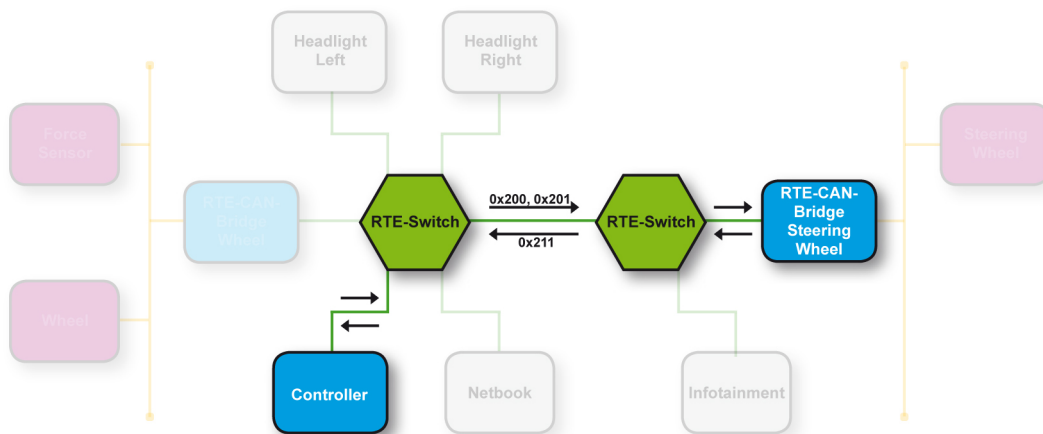 Headlight
Left
Headlight
Right
Force
Sensor
Steering
Wheel
RTE-CAN-
Bridge
Wheel
RTE-Switch
0x200, 0x201
0x211
RTE-Switch
RTE-CAN-
Bridge
Steering
Wheel
Wheel
Controller
Netbook
Infotainment